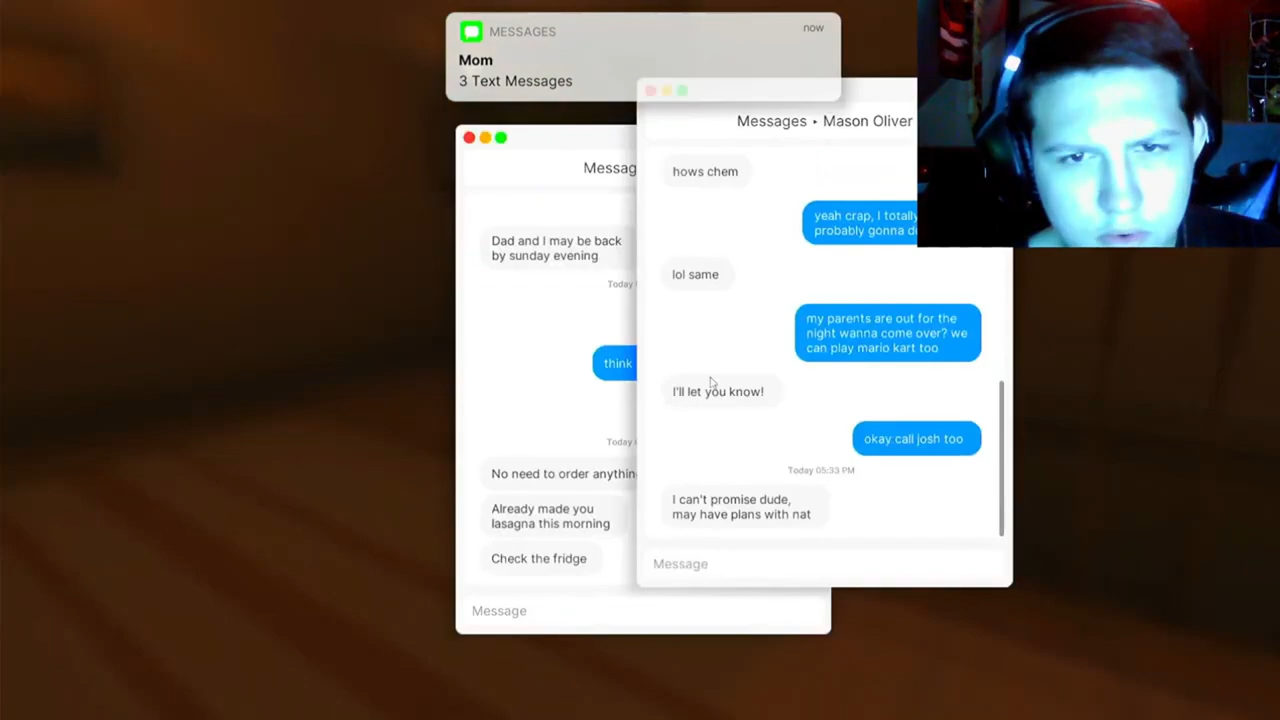 MESSAGES
now
Mom
3 Text Messages
Messages ‣ Mason Oliver
hows chem
yeah crap, I totally
probably gonna
lol same
my parents are out for the
night wanna come over? we
can play mario kart too
I'll let you know!
okay call josh too
Today 05:33 PM
I can't promise dude,
may have plans with nat
Message
Dad and I may be back
by sunday evening
Today
think
Today
No need to order
Already made you
lasagna this morning
Check the fridge
Message